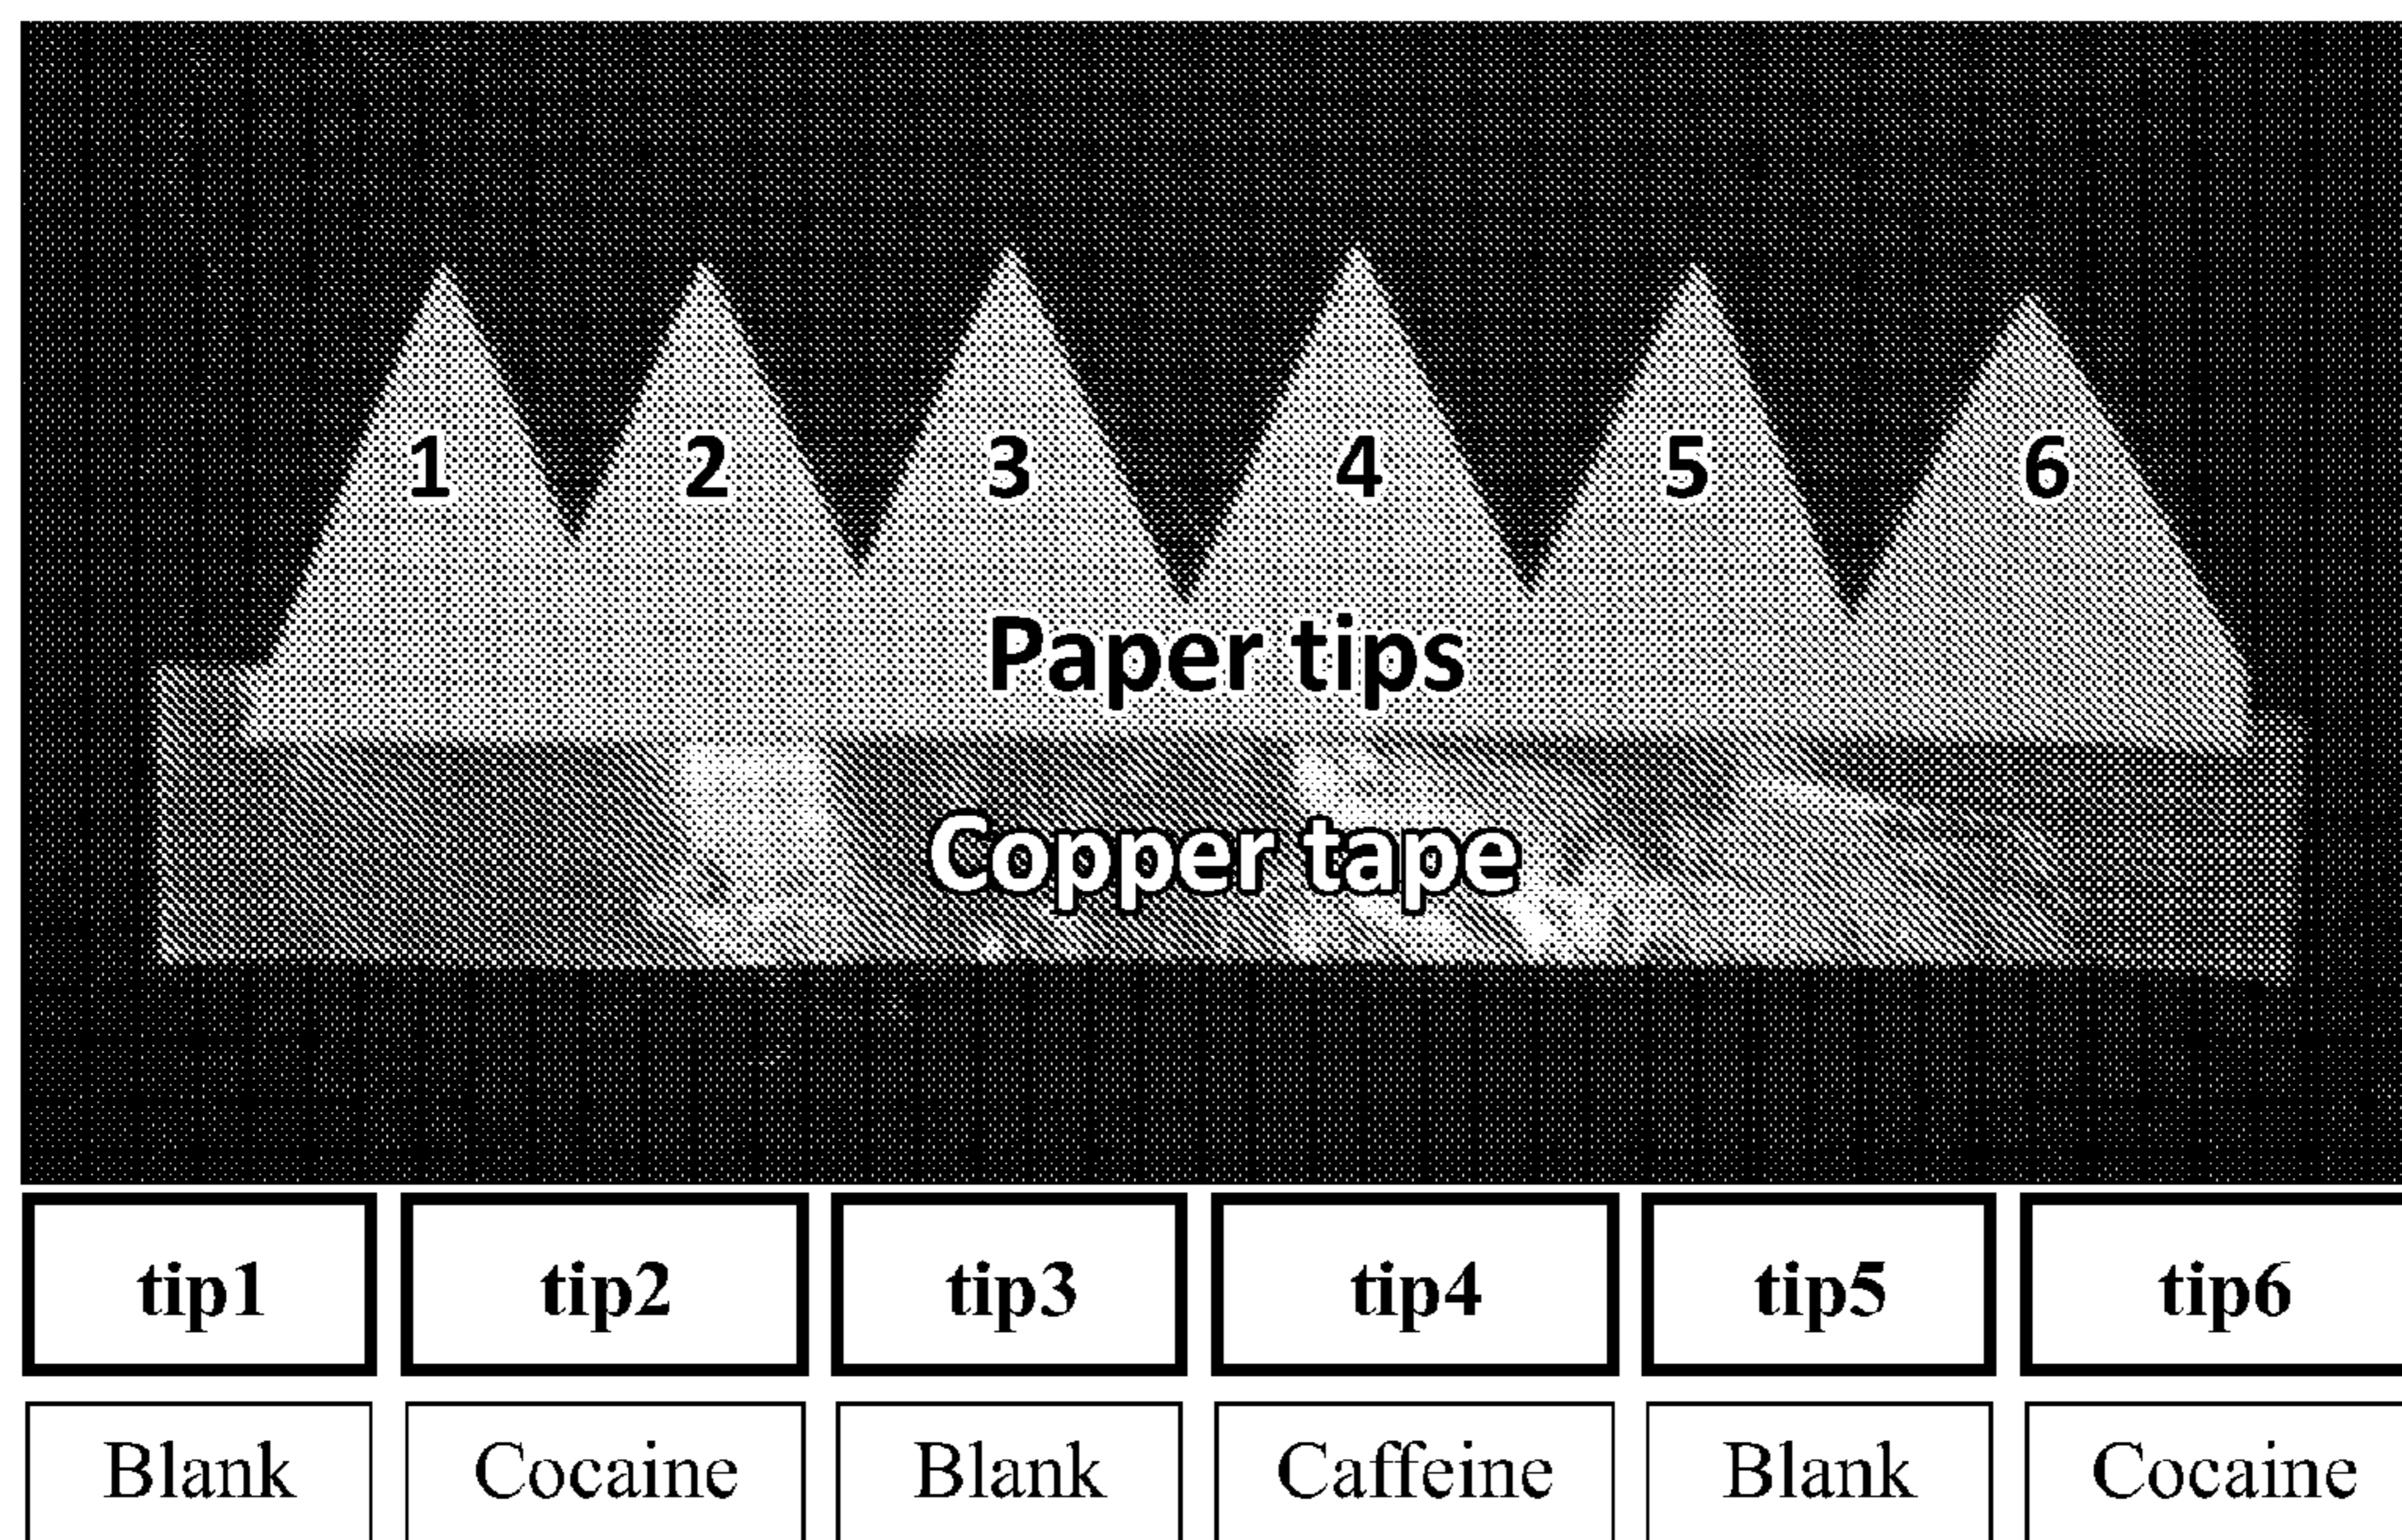 1 2 3 4 5 6
Paper tips
Copper tape
tip1 tip2 tip3 tip4 tip5 tip6
Blank Cocaine Blank Caffeine Blank Cocaine